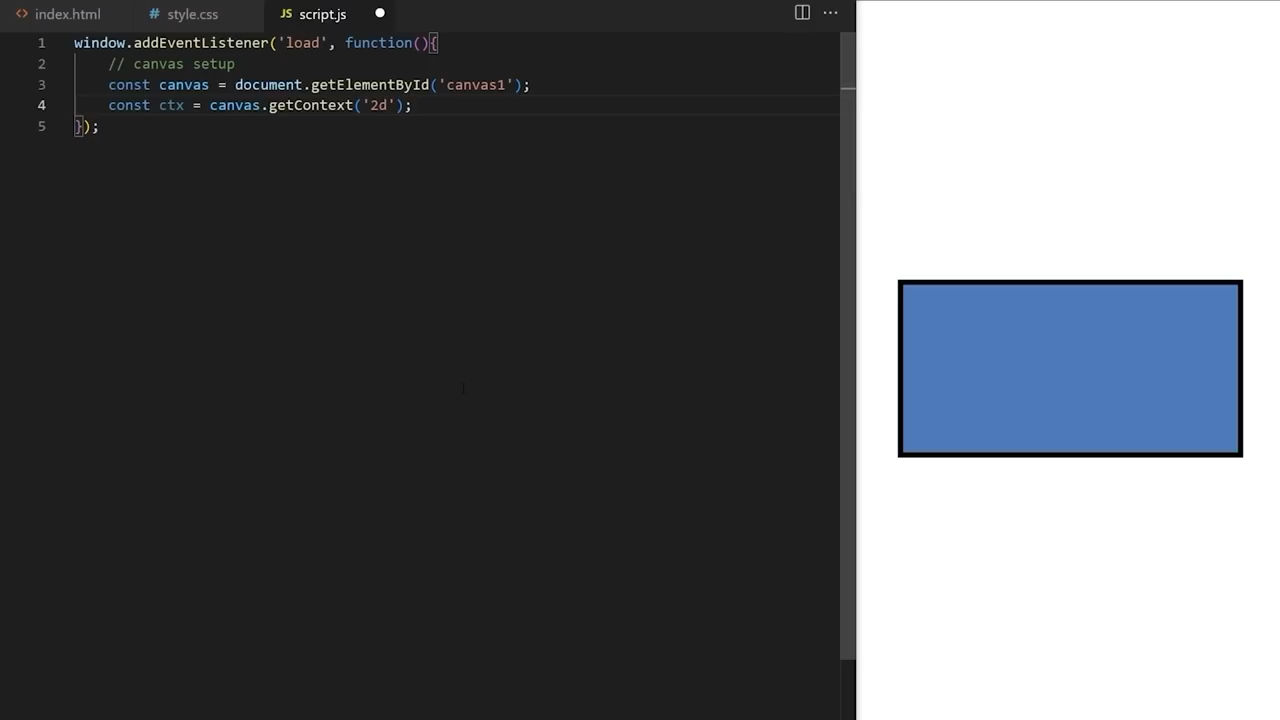 index.html
# style.css
JS script.js
1 window.addEventListener('load', function(){
2 // canvas setup
3 const canvas = document.getElementById('canvas1');
4 const ctx = canvas.getContext('2d');
5 });